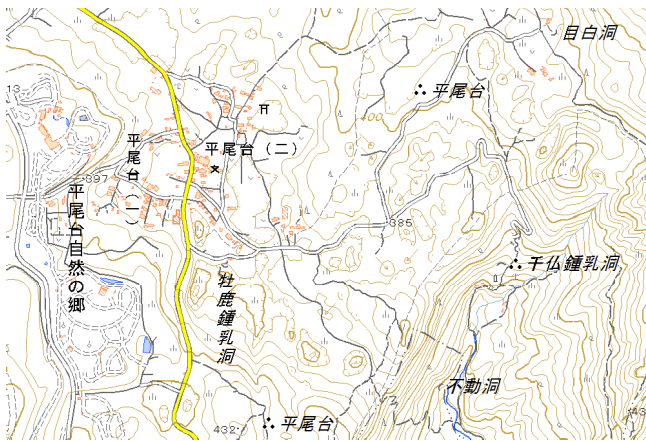 目白洞
13
∴平尾台
400
平尾台（二）
平尾台（一）
397
平尾台自然の郷
385
∴千仏鍾乳洞
牡鹿鍾乳洞
不動洞
432
∴平尾台
43